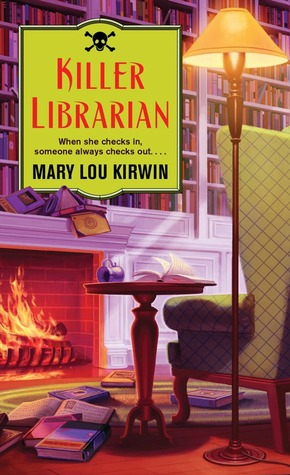 KILLER
LIBRARIAN
When she checks in,
someone always checks out. . . .
MARY LOU KIRWIN